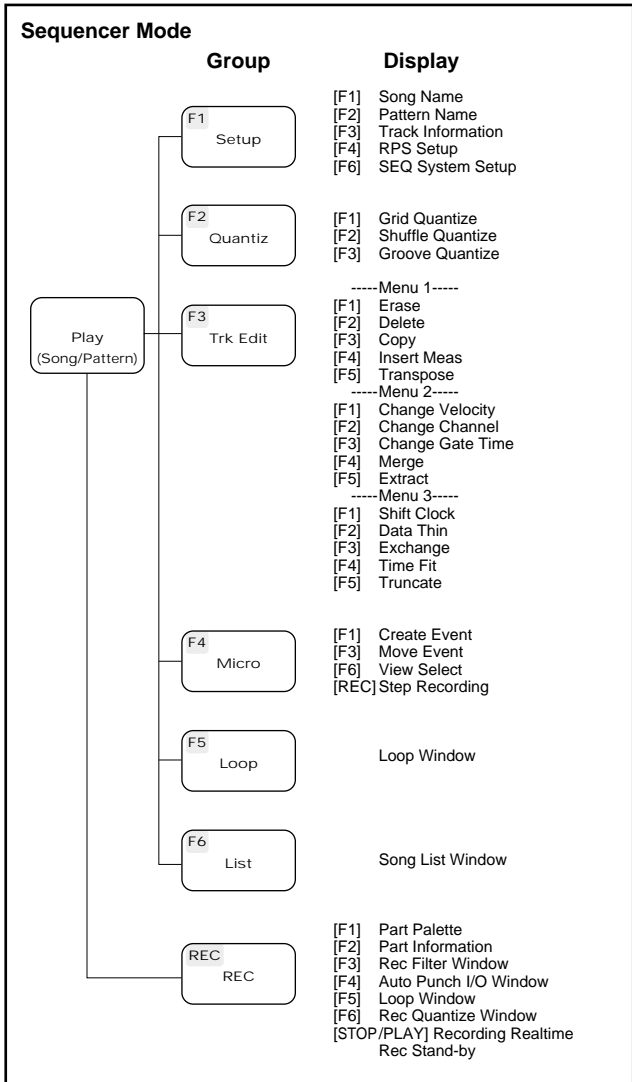 Sequencer Mode
Group Display
F1
Setup
[F1] Song Name
[F2] Pattern Name
[F3] Track Information
[F4] RPS Setup
[F6] SEQ System Setup
F2
Quantiz
[F1] Grid Quantize
[F2] Shuffle Quantize
[F3] Groove Quantize
Play
(Song/Pattern)
F3
Trk Edit
-----Menu 1-----
[F1] Erase
[F2] Delete
[F3] Copy
[F4] Insert Meas
[F5] Transpose
-----Menu 2-----
[F1] Change Velocity
[F2] Change Channel
[F3] Change Gate Time
[F4] Merge
[F5] Extract
-----Menu 3-----
[F1] Shift Clock
[F2] Data Thin
[F3] Exchange
[F4] Time Fit
[F5] Truncate
F4
Micro
[F1] Create Event
[F3] Move Event
[F6] View Select
[REC] Step Recording
F5
Loop
Loop Window
F6
List
Song List Window
REC
REC
[F1] Part Palette
[F2] Part Information
[F3] Rec Filter Window
[F4] Auto Punch I/O Window
[F5] Loop Window
[F6] Rec Quantize Window
[STOP/PLAY] Recording Realtime
Rec Stand-by